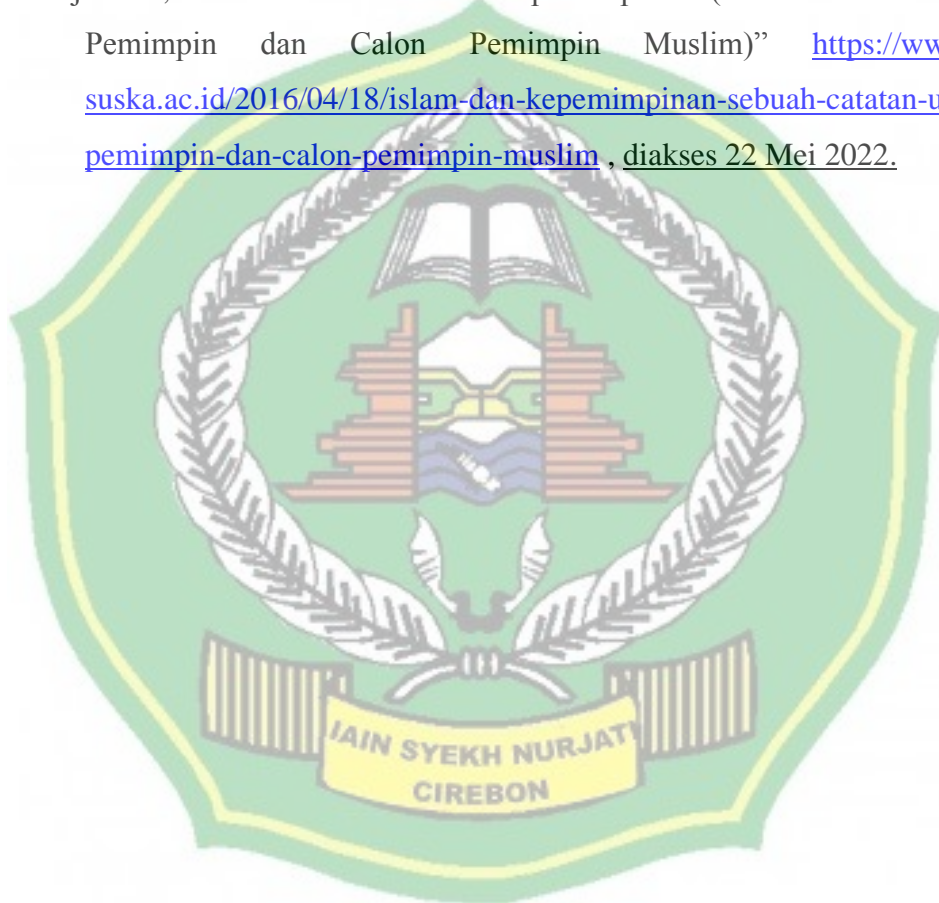 Pemimpin dan Calon Pemimpin Muslim)” https://ww
suska.ac.id/2016/04/18/islam-dan-kepemimpinan-sebuah-catatan-u
pemimpin-dan-calon-pemimpin-muslim , diakses 22 Mei 2022.
IAIN SYEKH NURJATI
CIREBON